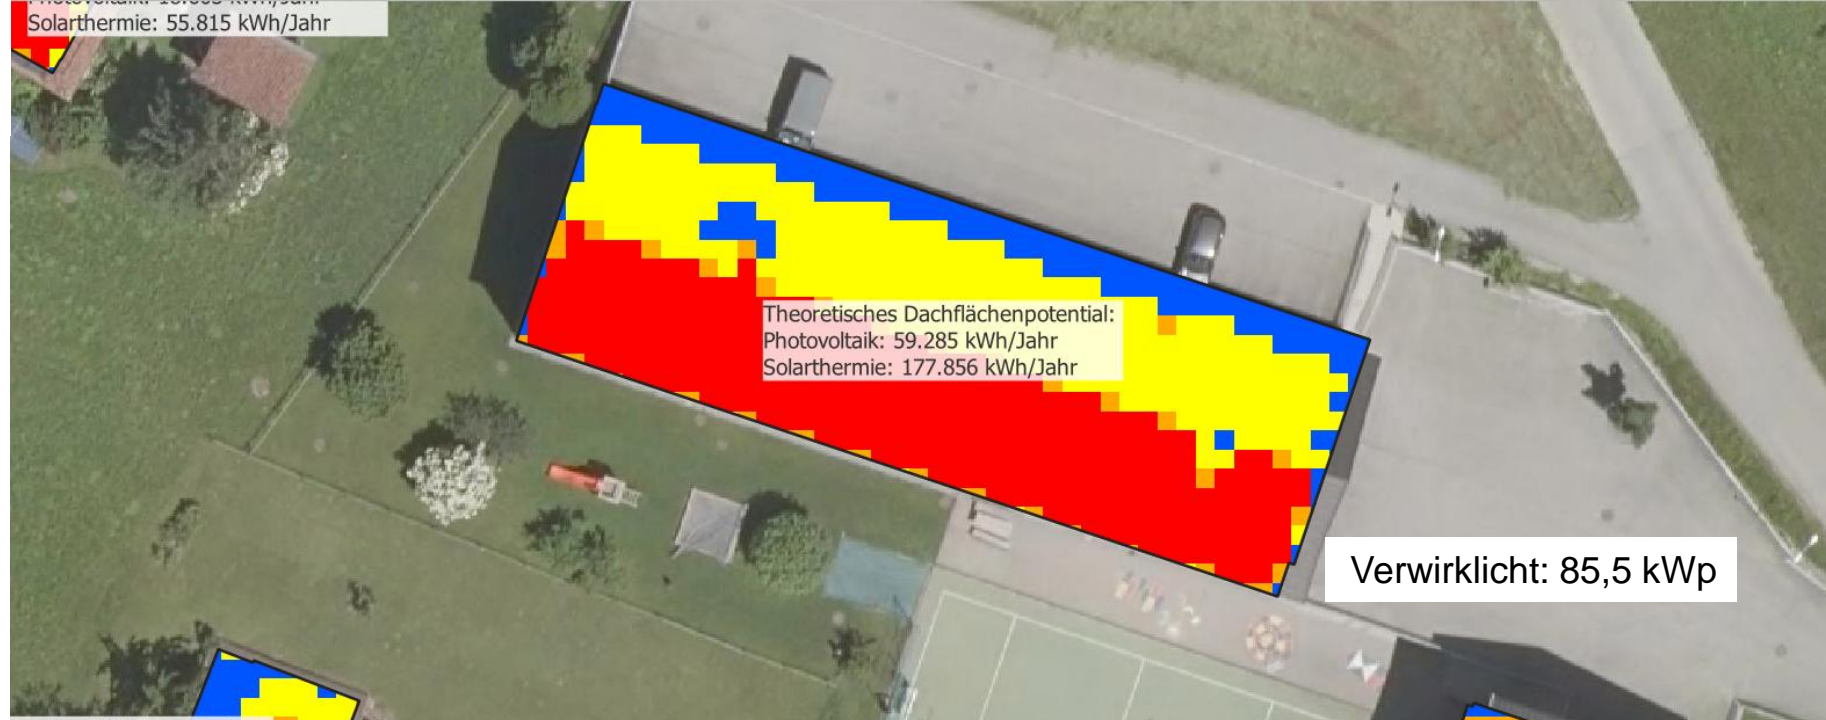 Solarthermie: 55.815 kWh/Jahr
Theoretisches Dachflächenpotential:
Photovoltaik: 59.285 kWh/Jahr
Solarthermie: 177.856 kWh/Jahr
Verwirklicht: 85,5 kWp